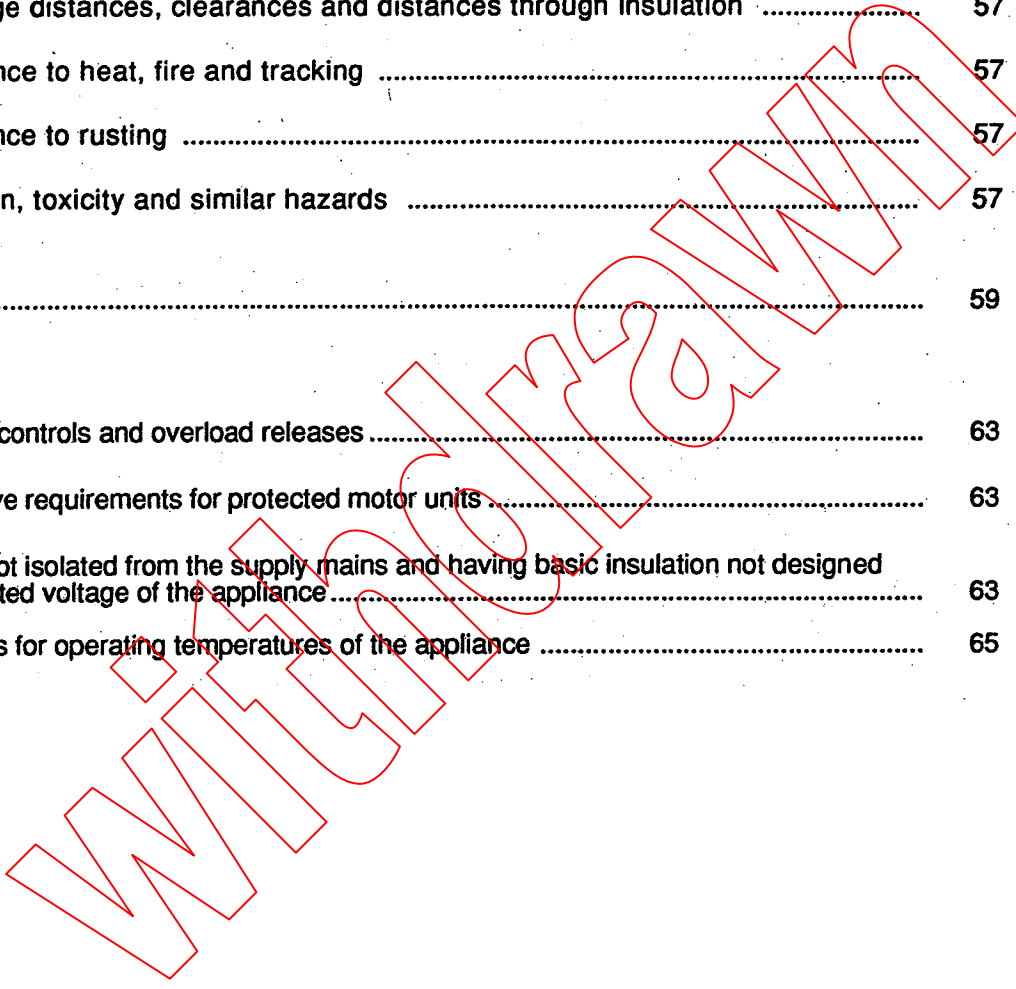 ge distances, clearances and distances through insulation ........................ 57
nce to heat, fire and tracking ........................ 57
nce to rusting ........................ 57
n, toxicity and similar hazards ........................ 57
........................ 59
controls and overload releases ........................ 63
ve requirements for protected motor units ........................ 63
ot isolated from the supply mains and having basic insulation not designed
ted voltage of the appliance ........................ 63
s for operating temperatures of the appliance ........................ 65
withdrawn